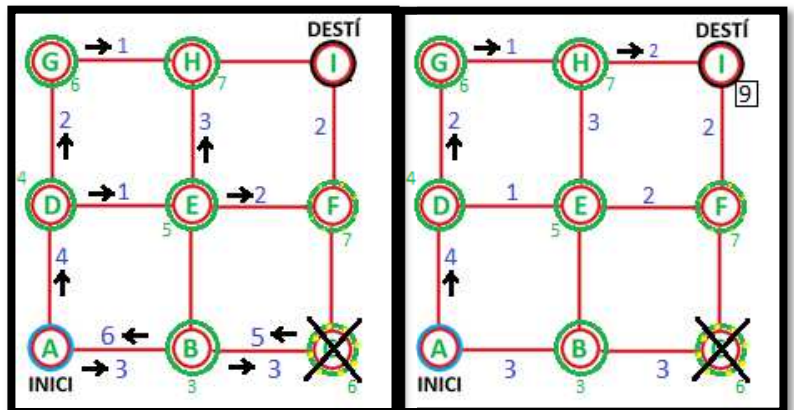 DESTÍ
G 1 H I
6 7
2 3 2
4
D 1 E 2 F
5 7
4
6 5
A B
INICI 3 3 3 6
DESTÍ
G 1 H 2 I
6 7 9
2 3 2
4
D 1 E 2 F
5 7
4
A B
INICI 3 3 3 6